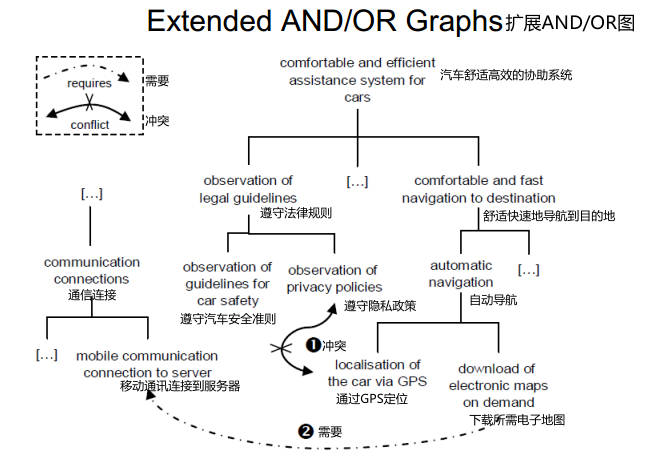 Extended AND/OR Graphs扩展AND/OR图
requires
需要
conflict
冲突
comfortable and efficient
assistance system for
cars
汽车舒适高效的协助系统
[...]
observation of
legal guidelines
遵守法律规则
[...]
comfortable and fast
navigation to destination
舒适快速地导航到目的地
communication
connections
通信连接
observation of
guidelines for
car safety
遵守汽车安全准则
observation of
privacy policies
遵守隐私政策
automatic
navigation
自动导航
[...]
[...]
mobile communication
connection to server
移动通讯连接到服务器
❶冲突
localisation of
the car via GPS
通过GPS定位
download of
electronic maps
on demand
下载所需电子地图
❷ 需要